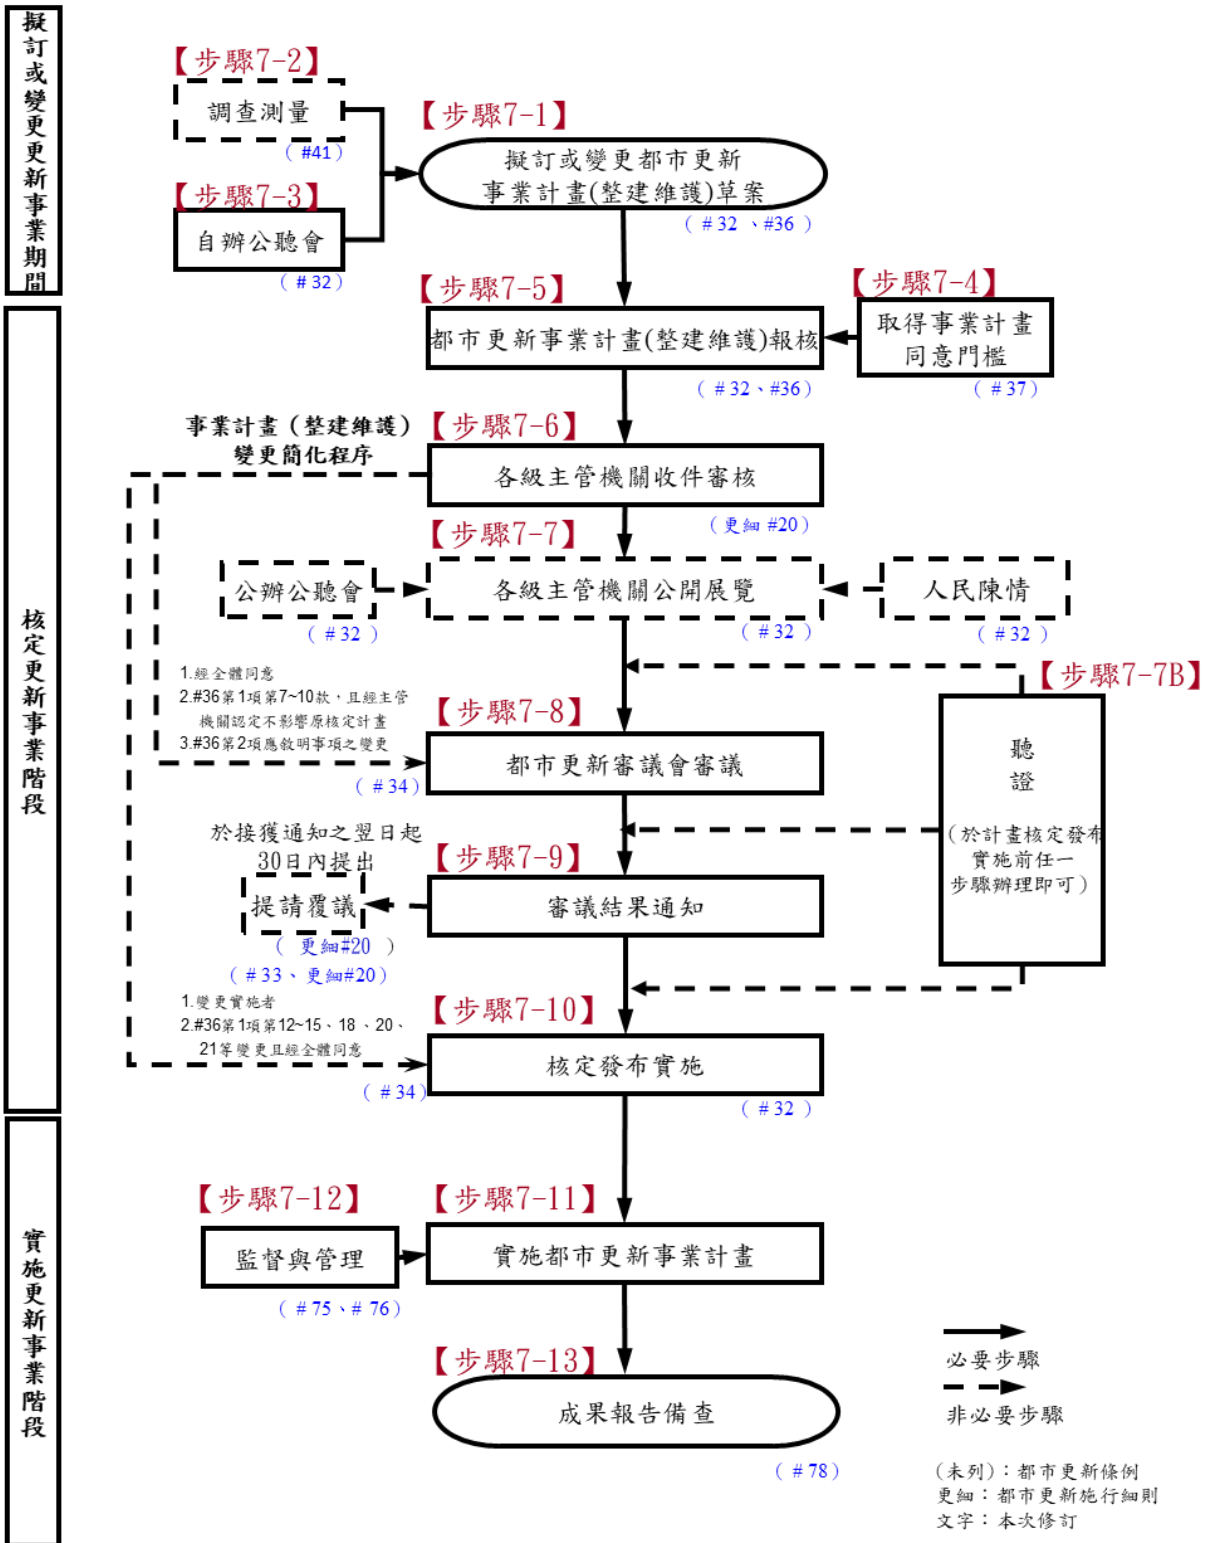 擬訂或變更更新事業期間
【步驟7-2】
調查測量
（ #41）
【步驟7-3】
自辦公聽會
（ # 32）
【步驟7-1】
擬訂或變更都市更新
事業計畫(整建維護)草案
（ # 32 、#36 ）
核定更新事業階段
【步驟7-5】
都市更新事業計畫(整建維護)報核
（ # 32、#36）
【步驟7-4】
取得事業計畫
同意門檻
（ # 37）
事業計畫（整建維護）
變更簡化程序
【步驟7-6】
各級主管機關收件審核
（更細 #20）
【步驟7-7】
公辦公聽會
（ # 32 ）
各級主管機關公開展覽
（ # 32 ）
人民陳情
（ # 32 ）
【步驟7-7B】
聽
證
（於計畫核定發布
實施前任一
步驟辦理即可）
1.經全體同意
2.#36第1項第7~10款，且經主管
機關認定不影響原核定計畫
3.#36第2項應敘明事項之變更
（ # 34）
【步驟7-8】
都市更新審議會審議
於接獲通知之翌日起
30日內提出
提請覆議
（ 更細#20 ）
（ # 33、更細#20）
【步驟7-9】
審議結果通知
1.變更實施者
2.#36第1項第12~15、18、20、
21等變更且經全體同意
（ # 34）
【步驟7-10】
核定發布實施
（ # 32 ）
實施更新事業階段
【步驟7-12】
監督與管理
（ # 75、# 76）
【步驟7-11】
實施都市更新事業計畫
【步驟7-13】
成果報告備查
（ # 78）
必要步驟
非必要步驟
(未列)：都市更新條例
更細：都市更新施行細則
文字：本次修訂